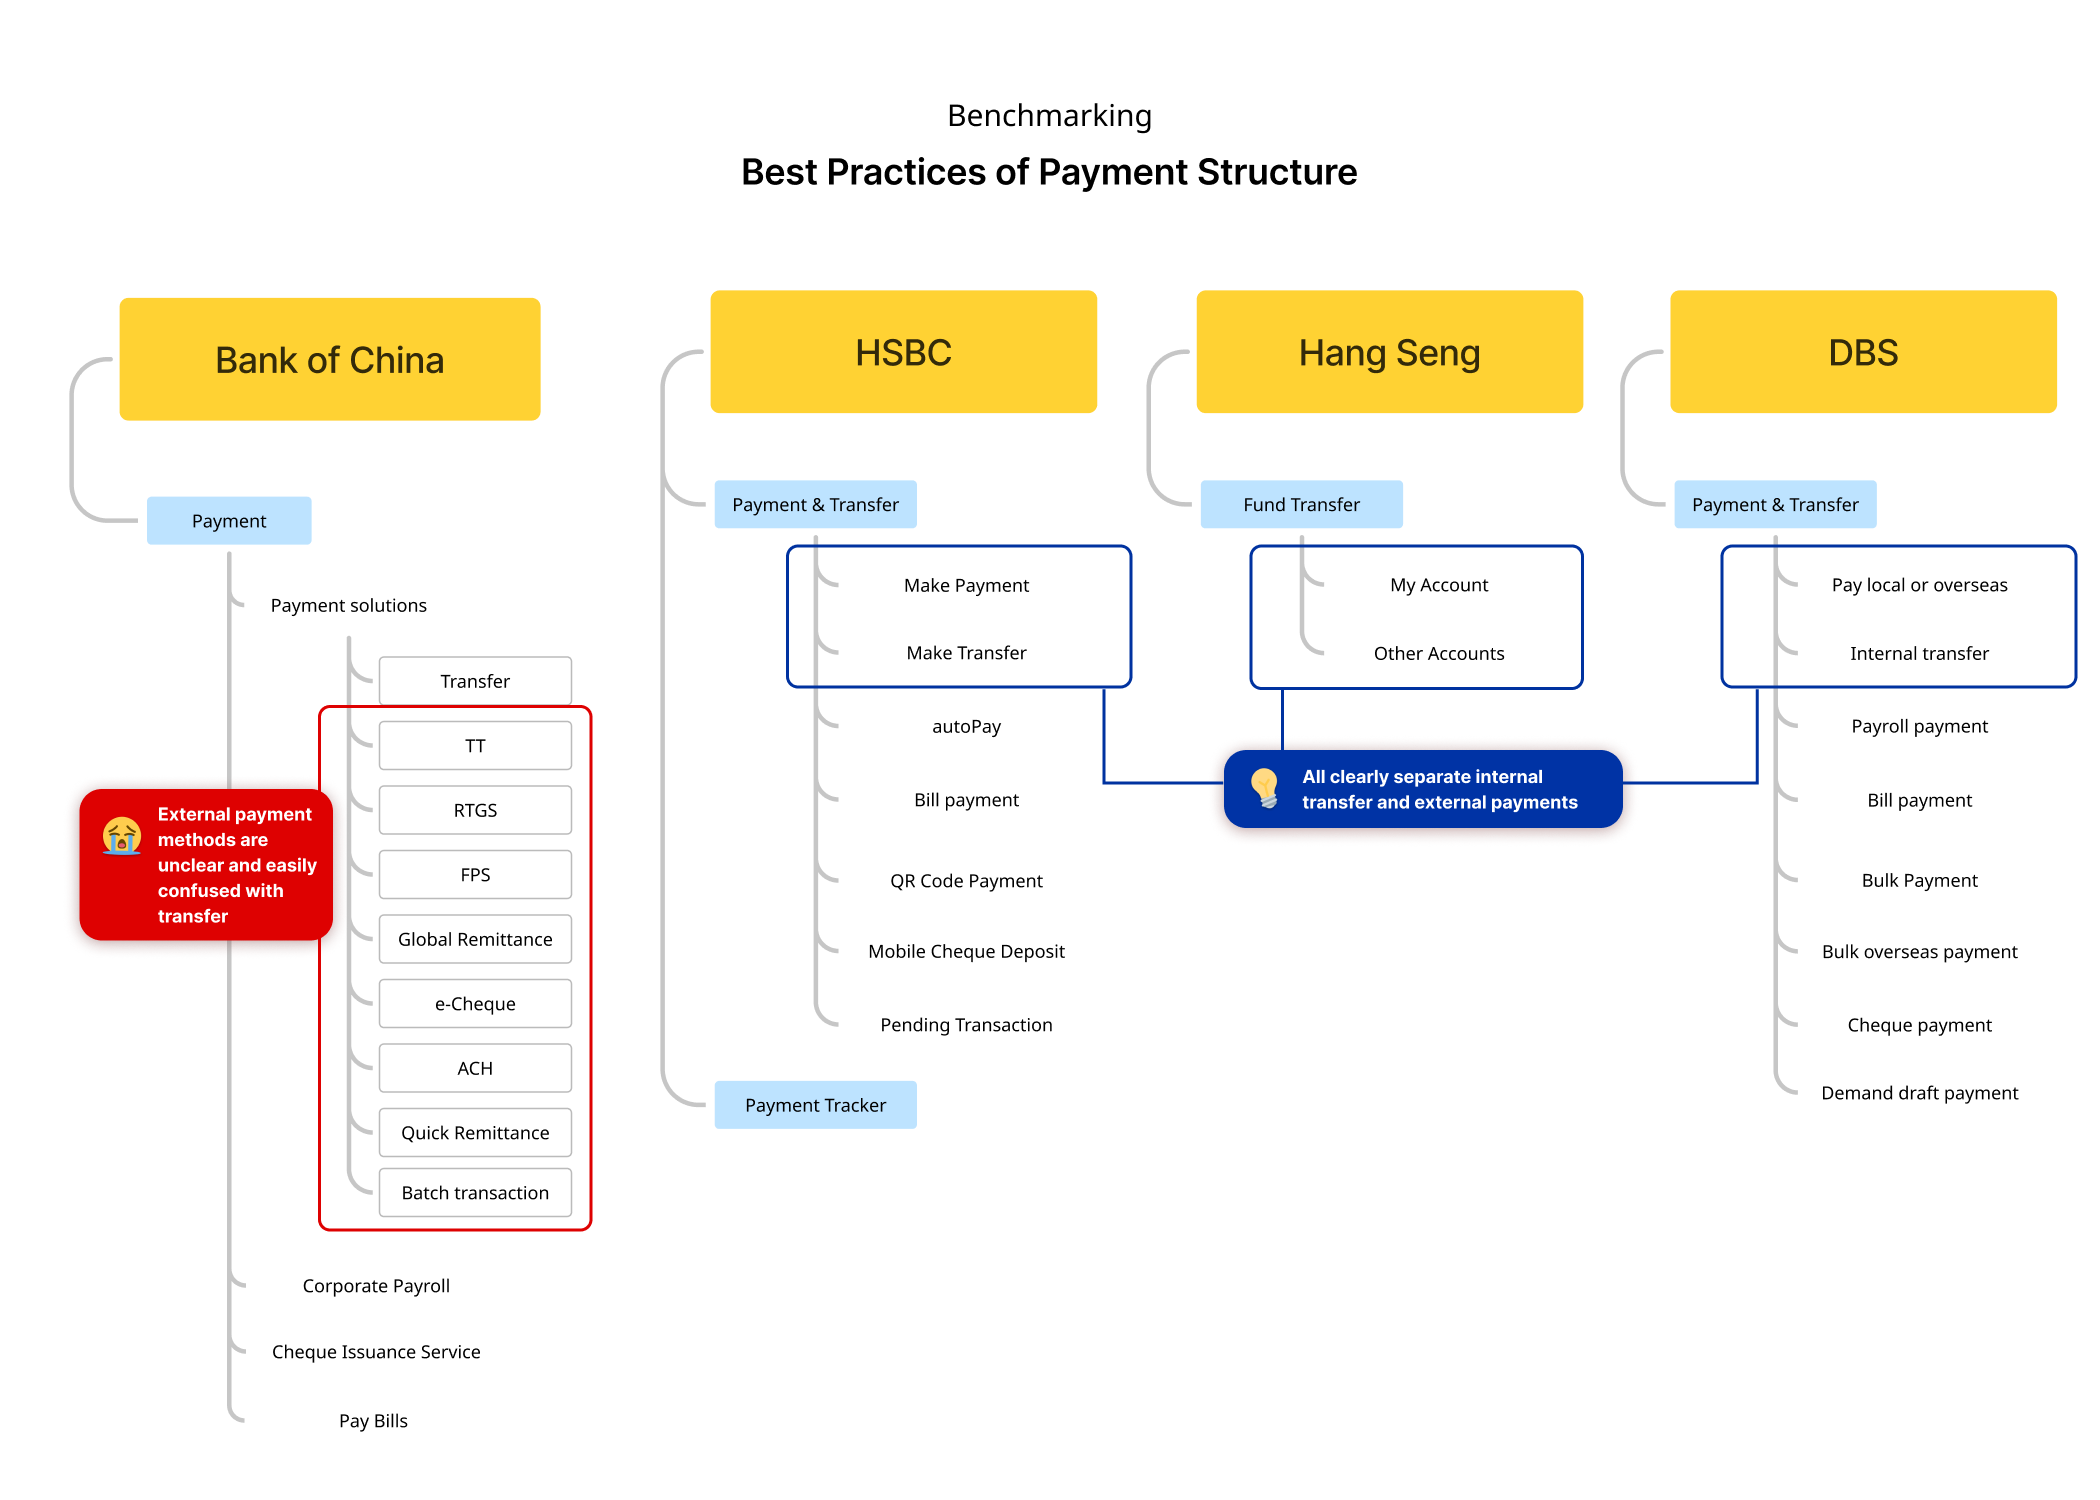 Benchmarking
Best Practices of Payment Structure
Bank of China
Payment
Payment solutions
Transfer
TT
RTGS
FPS
Global Remittance
e-Cheque
ACH
Quick Remittance
Batch transaction
External payment
methods are
unclear and easily
confused with
transfer
Corporate Payroll
Cheque Issuance Service
Pay Bills
HSBC
Payment & Transfer
Make Payment
Make Transfer
autoPay
Bill payment
QR Code Payment
Mobile Cheque Deposit
Pending Transaction
Payment Tracker
Hang Seng
Fund Transfer
My Account
Other Accounts
All clearly separate internal
transfer and external payments
DBS
Payment & Transfer
Pay local or overseas
Internal transfer
Payroll payment
Bill payment
Bulk Payment
Bulk overseas payment
Cheque payment
Demand draft payment